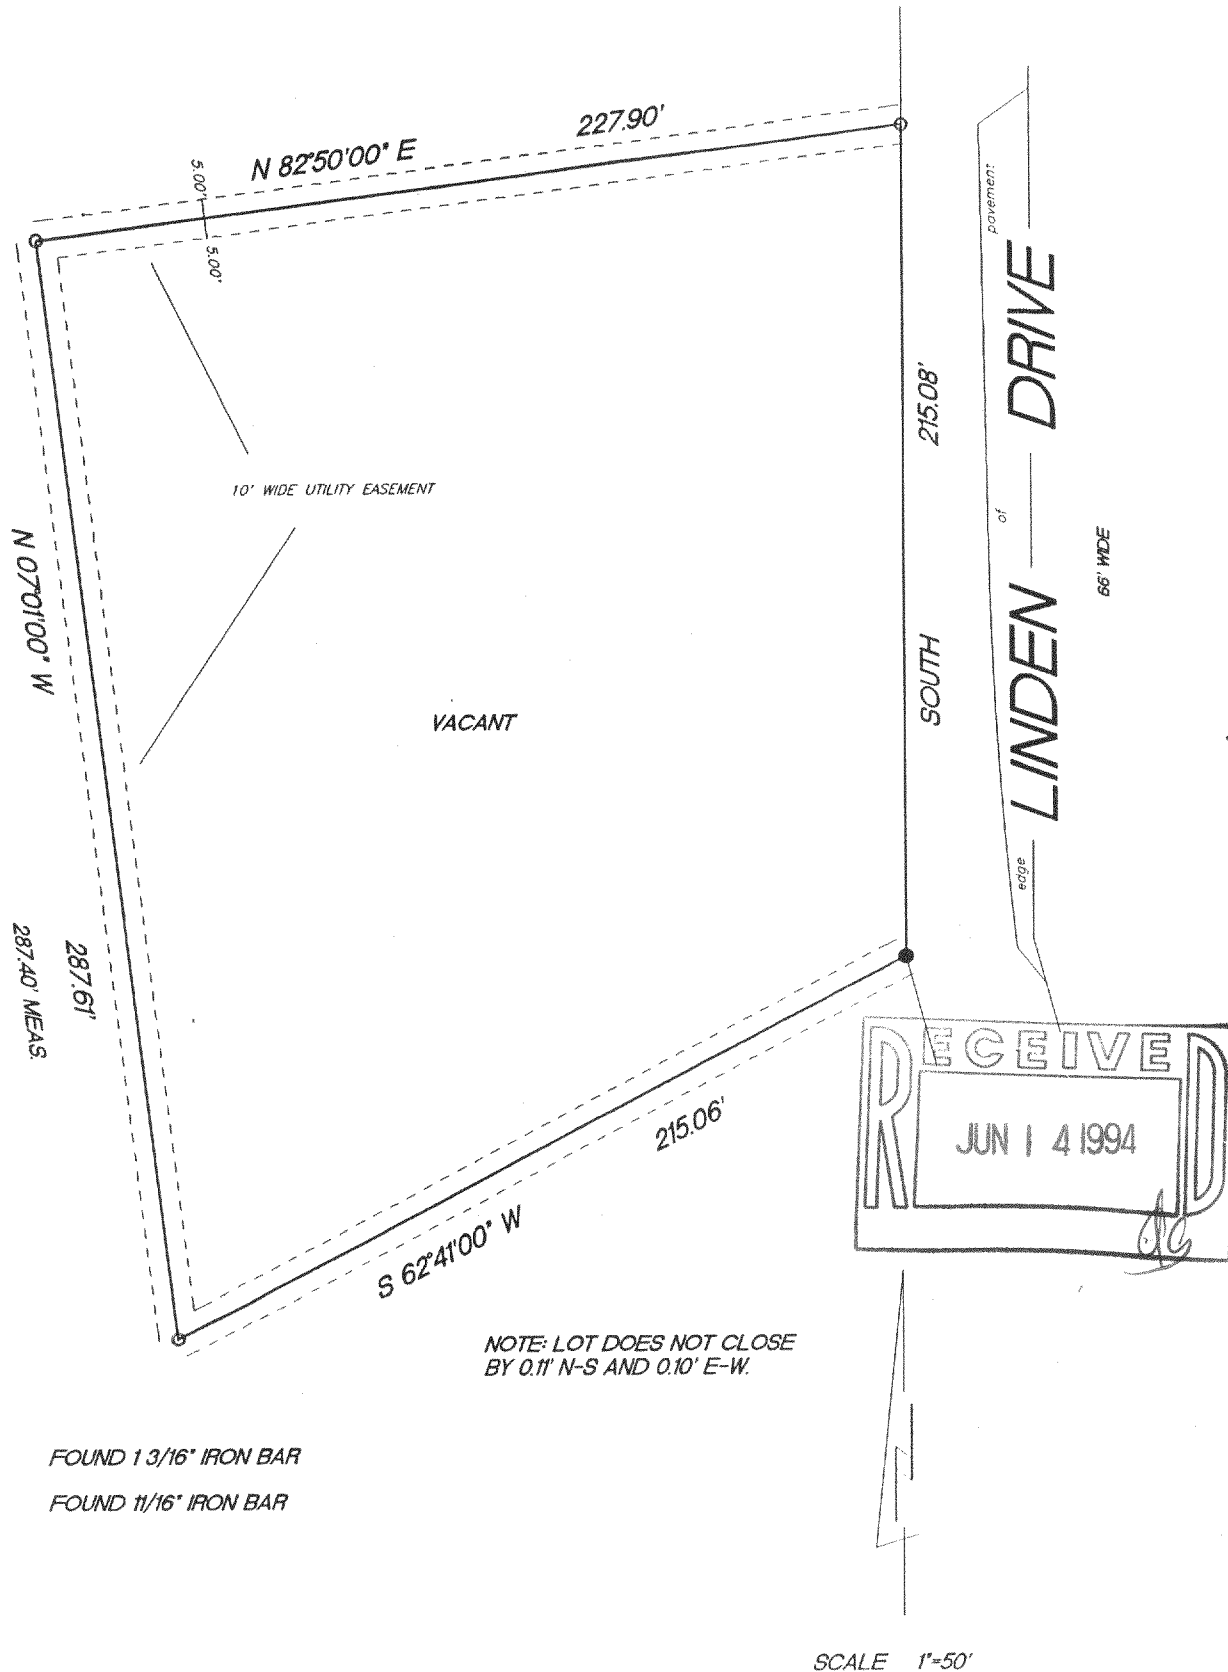 227.90'
N 82°50'00" E
5.00'
5.00'
pavement
DRIVE
215.08'
10' WIDE UTILITY EASEMENT
of
66' WIDE
N 07°01'00" W
LINDEN
SOUTH
VACANT
edge
287.61'
287.40' MEAS.
RECEIVED
JUN 14 1994
215.06'
S 62°41'00" W
NOTE: LOT DOES NOT CLOSE
BY 0.11' N-S AND 0.10' E-W.
FOUND 1 3/16" IRON BAR
FOUND 11/16" IRON BAR
SCALE 1"=50'